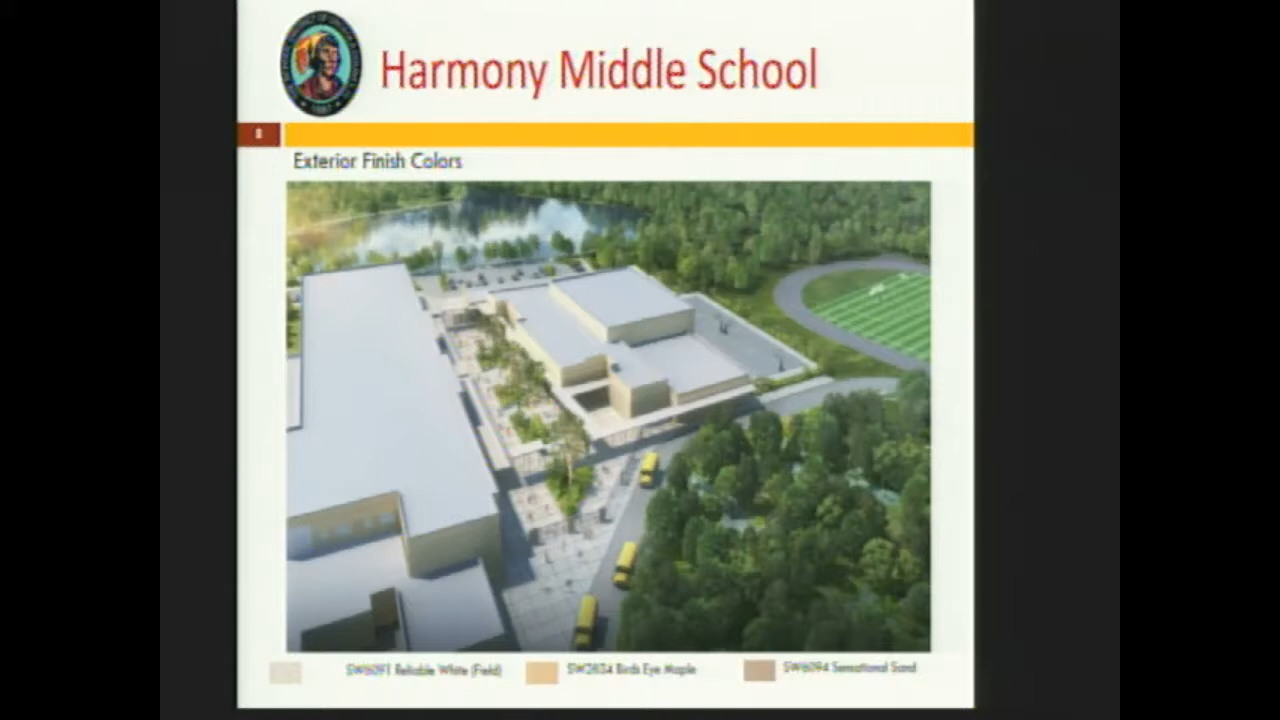 Harmony Middle School
8
Exterior Finish Colors
SW6091 Reliable White (Field)
SW2834 Birds Eye Maple
SW6094 Sensational Sand